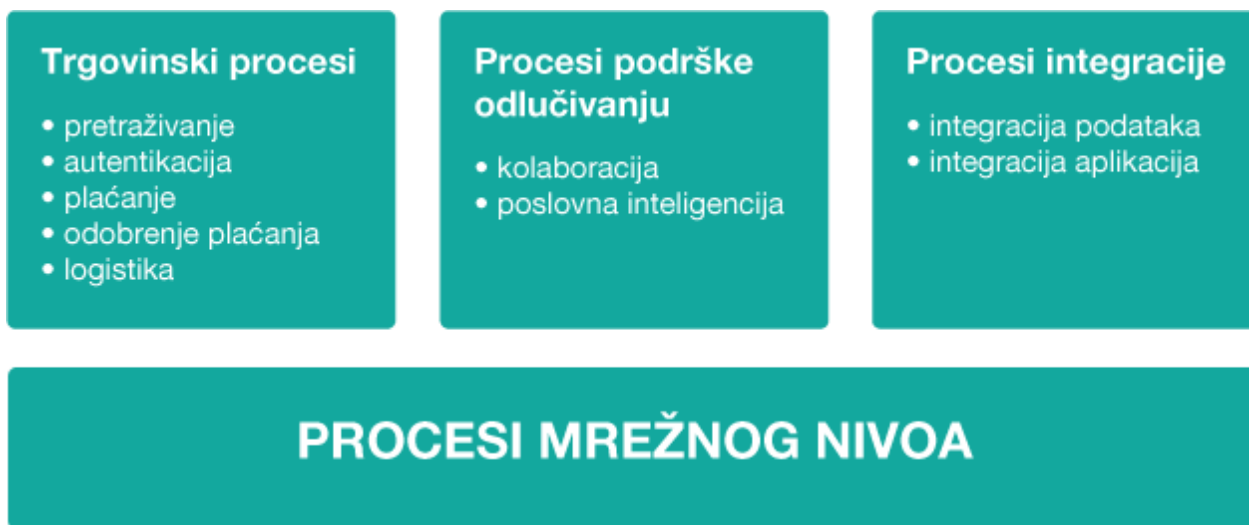 Trgovinski procesi
• pretraživanje
• autentikacija
• plaćanje
• odobrenje plaćanja
• logistika
Procesi podrške
odlučivanju
• kolaboracija
• poslovna inteligencija
Procesi integracije
• integracija podataka
• integracija aplikacija
PROCESI MREŽNOG NIVOA